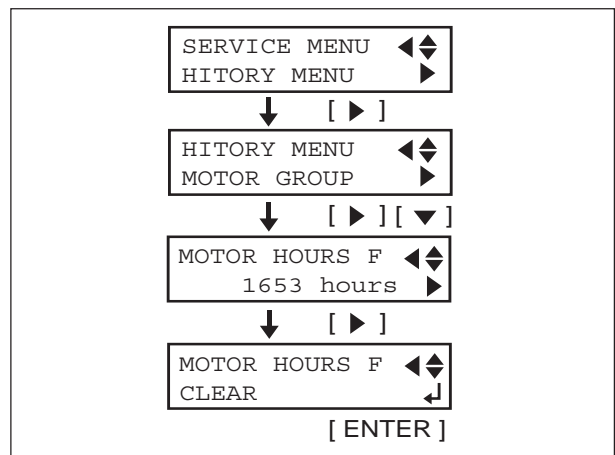 SERVICE MENU ◀◆
HITORY MENU ▶
[ ▶ ]
HITORY MENU ◀◆
MOTOR GROUP ▶
[ ▶ ] [ ▼ ]
MOTOR HOURS F ◀◆
1653 hours ▶
[ ▶ ]
MOTOR HOURS F ◀◆
CLEAR ↲
[ ENTER ]